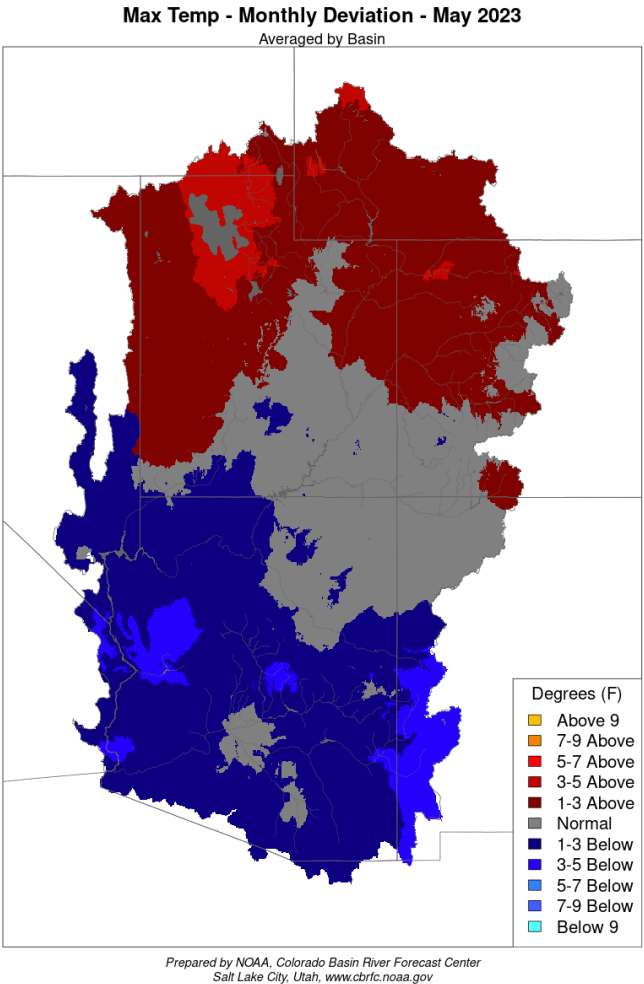 Max Temp - Monthly Deviation - May 2023
Averaged by Basin
Degrees (F)
Above 9
7-9 Above
5-7 Above
3-5 Above
1-3 Above
Normal
1-3 Below
3-5 Below
5-7 Below
7-9 Below
Below 9
Prepared by NOAA, Colorado Basin River Forecast Center
Salt Lake City, Utah, www.cbrfc.noaa.gov